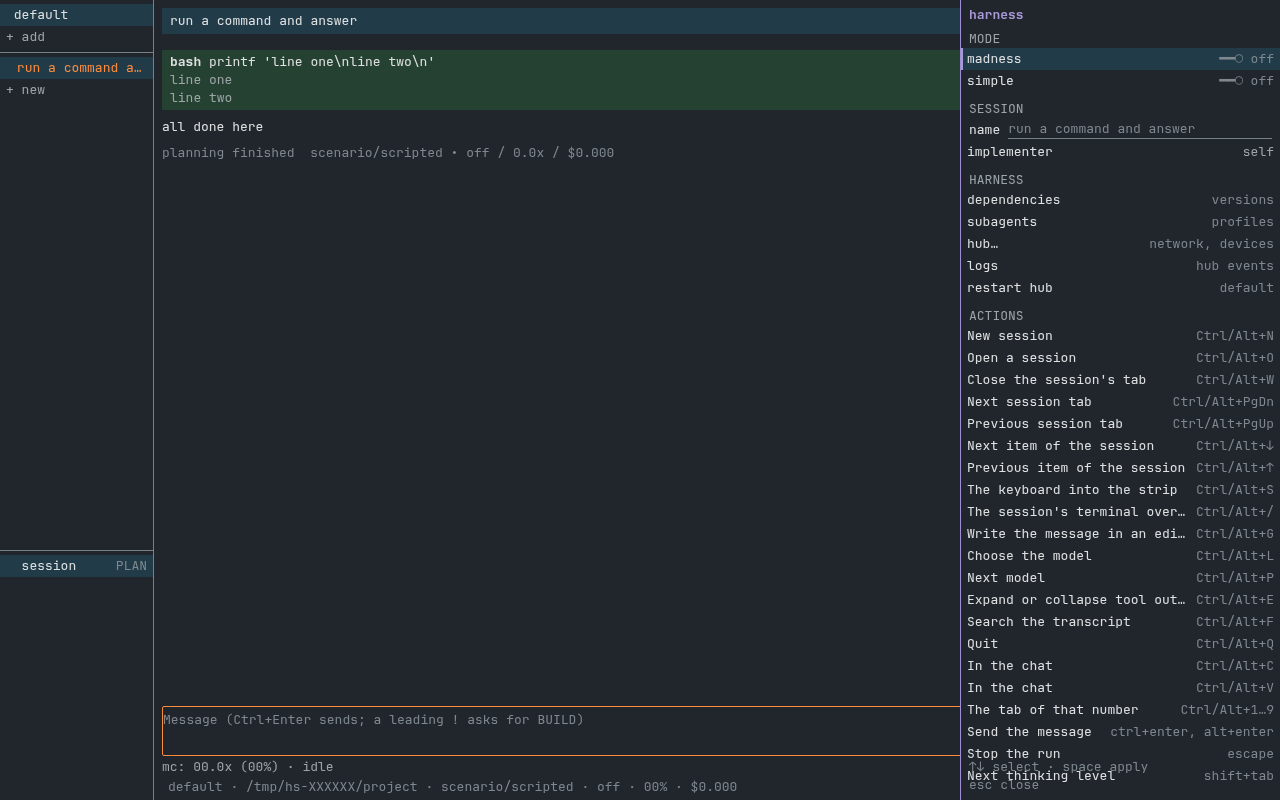 default
+ add
run a command a…
+ new
session PLAN
run a command and answer
bash printf 'line one\nline two\n'
line one
line two
all done here
planning finished  scenario/scripted • off / 0.0x / $0.000
Message (Ctrl+Enter sends; a leading ! asks for BUILD)
mc: 00.0x (00%) · idle
default · /tmp/hs-XXXXXX/project · scenario/scripted · off · 00% · $0.000
harness
MODE
madness off
simple off
SESSION
name run a command and answer
implementer self
HARNESS
dependencies versions
subagents profiles
hub… network, devices
logs hub events
restart hub default
ACTIONS
New session Ctrl/Alt+N
Open a session Ctrl/Alt+O
Close the session's tab Ctrl/Alt+W
Next session tab Ctrl/Alt+PgDn
Previous session tab Ctrl/Alt+PgUp
Next item of the session Ctrl/Alt+↓
Previous item of the session Ctrl/Alt+↑
The keyboard into the strip Ctrl/Alt+S
The session's terminal over… Ctrl/Alt+/
Write the message in an edi… Ctrl/Alt+G
Choose the model Ctrl/Alt+L
Next model Ctrl/Alt+P
Expand or collapse tool out… Ctrl/Alt+E
Search the transcript Ctrl/Alt+F
Quit Ctrl/Alt+Q
In the chat Ctrl/Alt+C
In the chat Ctrl/Alt+V
The tab of that number Ctrl/Alt+1…9
Send the message ctrl+enter, alt+enter
Stop the run escape
↑↓ select · space apply
Next thinking level shift+tab
esc close